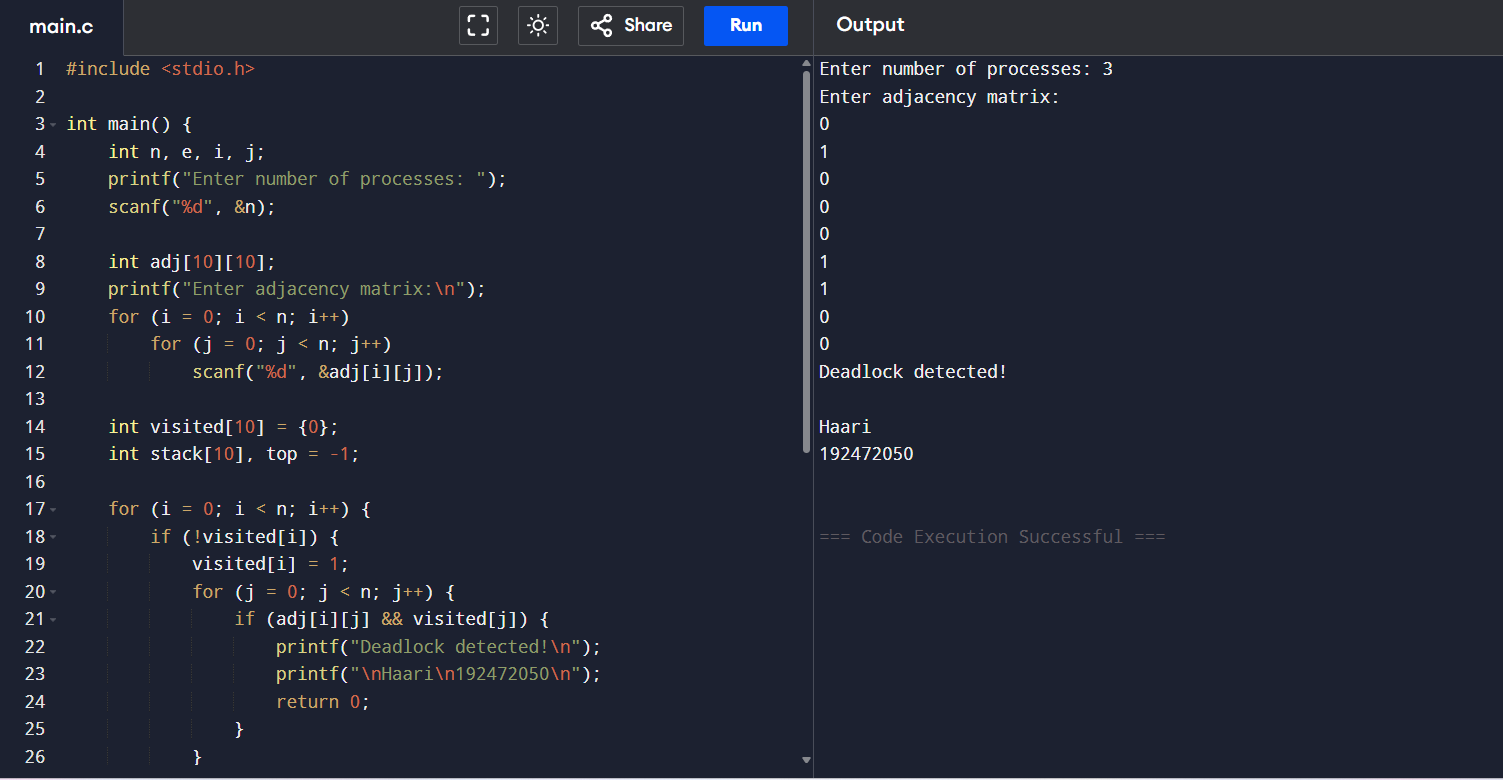 main.c
Share
Run
Output
1 #include <stdio.h>
2
3 int main() {
4     int n, e, i, j;
5     printf("Enter number of processes: ");
6     scanf("%d", &n);
7
8     int adj[10][10];
9     printf("Enter adjacency matrix:\n");
10     for (i = 0; i < n; i++)
11         for (j = 0; j < n; j++)
12             scanf("%d", &adj[i][j]);
13
14     int visited[10] = {0};
15     int stack[10], top = -1;
16
17     for (i = 0; i < n; i++) {
18         if (!visited[i]) {
19             visited[i] = 1;
20             for (j = 0; j < n; j++) {
21                 if (adj[i][j] && visited[j]) {
22                     printf("Deadlock detected!\n");
23                     printf("\nHaari\n192472050\n");
24                     return 0;
25                 }
26             }
Enter number of processes: 3
Enter adjacency matrix:
0
1
0
0
0
1
1
0
0
Deadlock detected!
Haari
192472050
=== Code Execution Successful ===